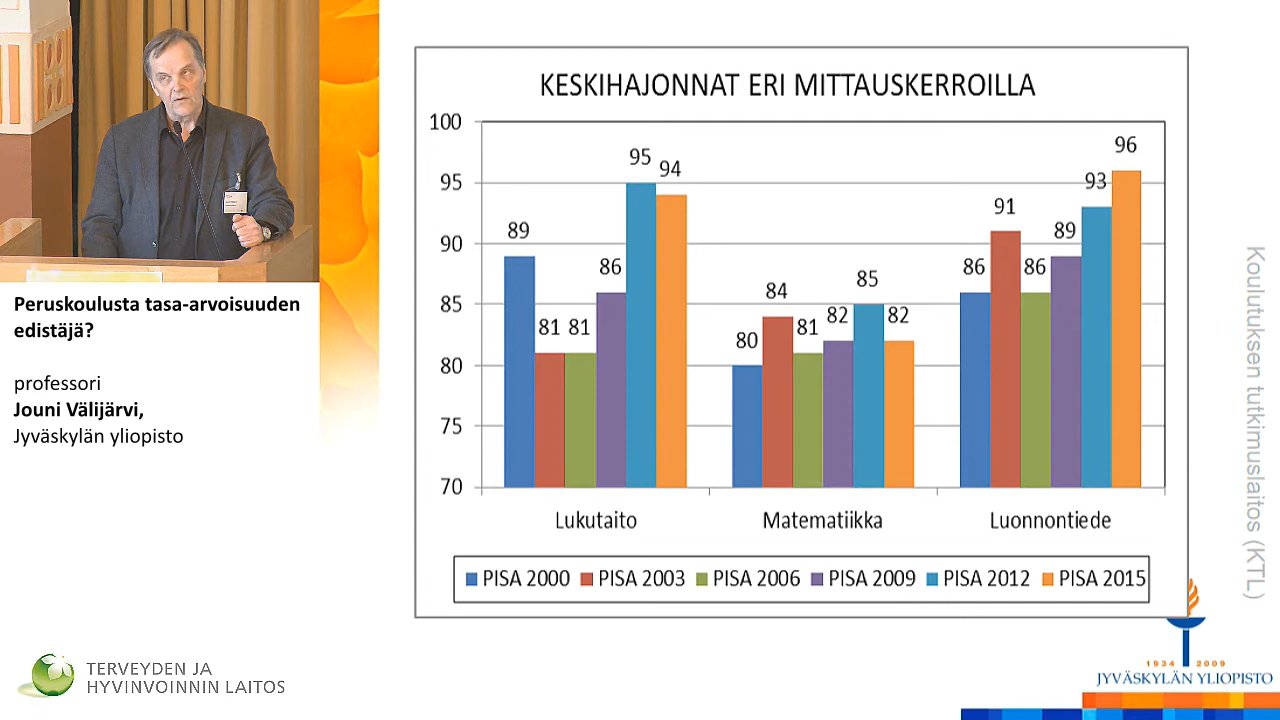 Peruskoulusta tasa-arvoisuuden
edistäjä?
professori
Jouni Välijärvi,
Jyväskylän yliopisto
TERVEYDEN JA
HYVINVOINNIN LAITOS
KESKIHAJONNAT ERI MITTAUSKERROILLA
100
95
90
85
80
75
70
89
81
81
86
95
94
80
84
81
82
85
82
86
91
86
89
93
96
Lukutaito
Matematiikka
Luonnontiede
PISA 2000 PISA 2003 PISA 2006 PISA 2009 PISA 2012 PISA 2015
Koulutuksen tutkimuslaitos (KTL)
1934 2009
JYVÄSKYLÄN YLIOPISTO